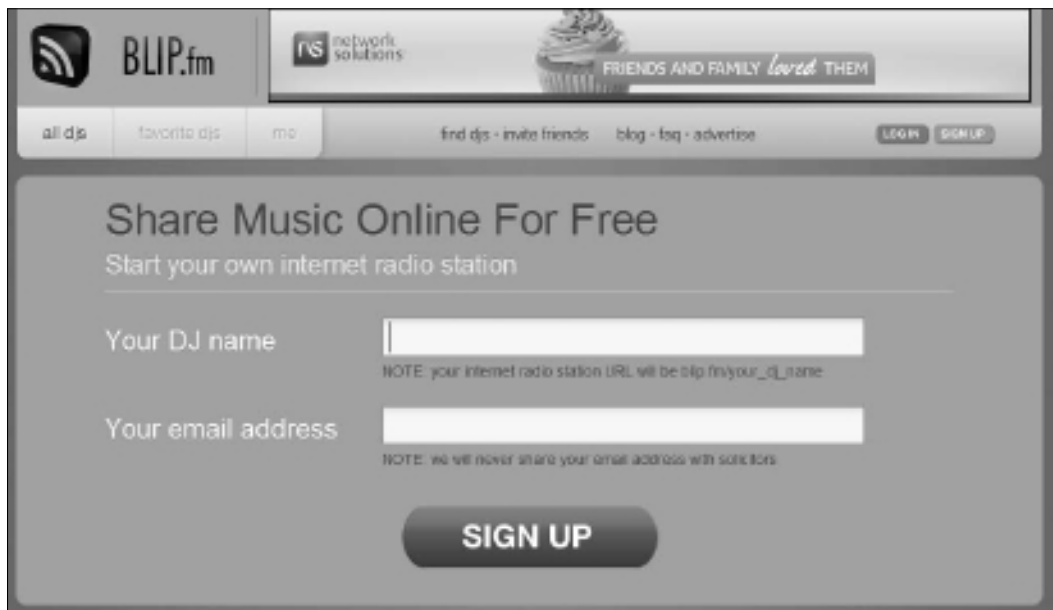 BLIP.fm
ns network solutions
FRIENDS AND FAMILY loved THEM
all djs favorite djs me find djs - invite friends blog - faq - advertise LOG IN SIGN UP
Share Music Online For Free
Start your own internet radio station
Your DJ name
NOTE: your internet radio station URL will be blip.fm/your_dj_name
Your email address
NOTE: we will never share your email address with solicitors
SIGN UP